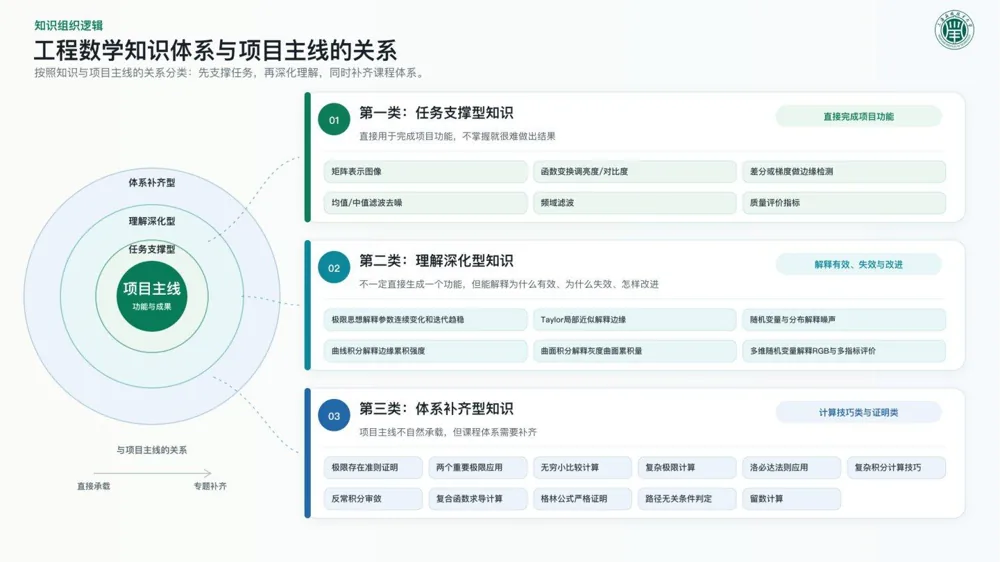 知识组织逻辑
工程数学知识体系与项目主线的关系
按照知识与项目主线的关系分类：先支撑任务，再深化理解，同时补齐课程体系。
体系补齐型
理解深化型
任务支撑型
项目主线
功能与成果
与项目主线的关系
直接承载
专题补齐
01
第一类：任务支撑型知识
直接完成项目功能
直接用于完成项目功能，不掌握就很难做出结果
矩阵表示图像
函数变换调亮度/对比度
差分或梯度做边缘检测
均值/中值滤波去噪
频域滤波
质量评价指标
02
第二类：理解深化型知识
解释有效、失效与改进
不一定直接生成一个功能，但能解释为什么有效、为什么失效、怎样改进
极限思想解释参数连续变化和迭代趋稳
Taylor局部近似解释边缘
随机变量与分布解释噪声
曲线积分解释边缘累积强度
曲面积分解释灰度曲面累积量
多维随机变量解释RGB与多指标评价
03
第三类：体系补齐型知识
计算技巧类与证明类
项目主线不自然承载，但课程体系需要补齐
极限存在准则证明
两个重要极限应用
无穷小比较计算
复杂极限计算
洛必达法则应用
复杂积分计算技巧
反常积分审敛
复合函数求导计算
格林公式严格证明
路径无关条件判定
留数计算